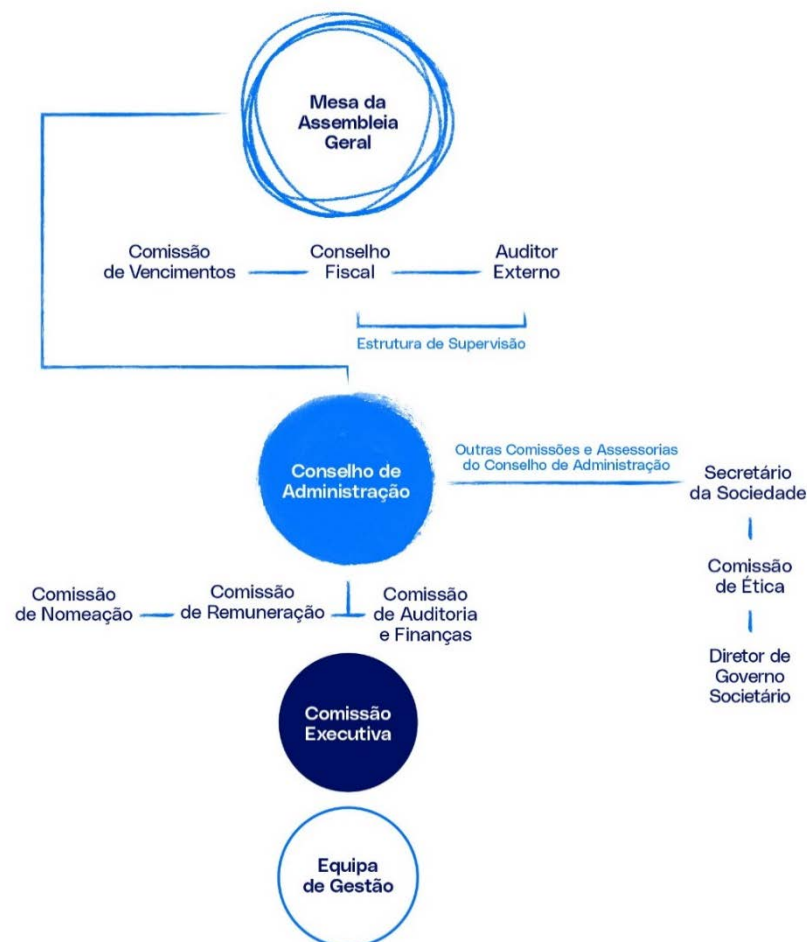 Mesa da
Assembleia
Geral
Comissão
de Vencimentos
Conselho
Fiscal
Auditor
Externo
Estrutura de Supervisão
Conselho de
Administração
Outras Comissões e Assessorias
do Conselho de Administração
Secretário
da Sociedade
Comissão
de Ética
Diretor de
Governo
Societário
Comissão
de Nomeação
Comissão
de Remuneração
Comissão
de Auditoria
e Finanças
Comissão
Executiva
Equipa
de Gestão